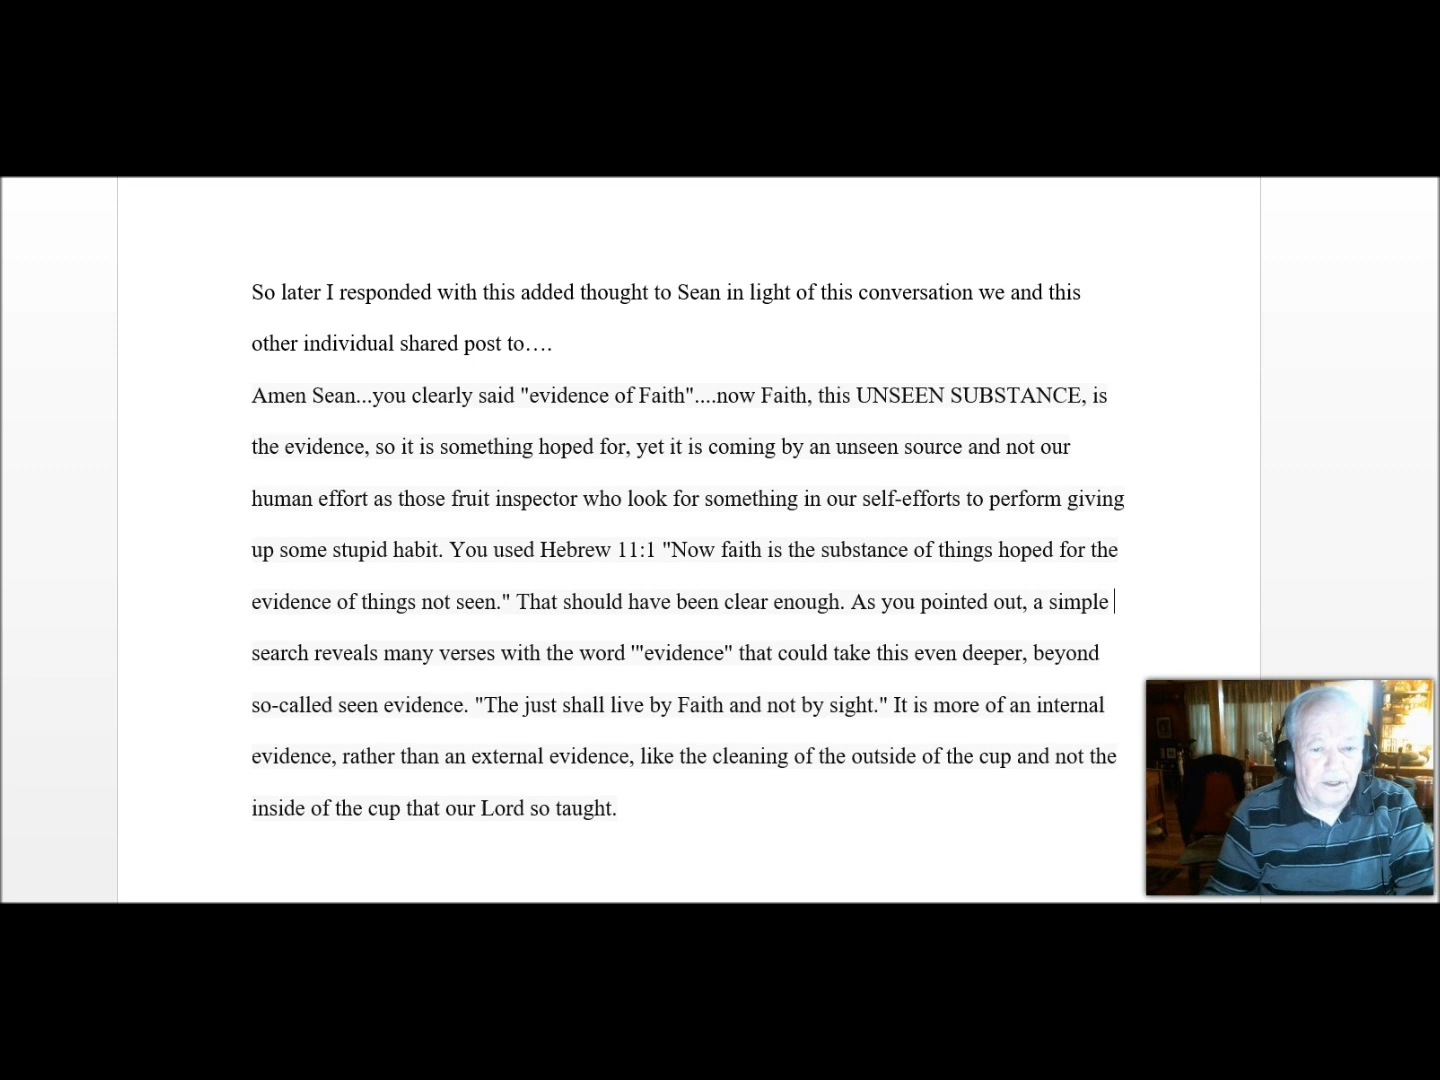 So later I responded with this added thought to Sean in light of this conversation we and this
other individual shared post to….
Amen Sean...you clearly said "evidence of Faith"....now Faith, this UNSEEN SUBSTANCE, is
the evidence, so it is something hoped for, yet it is coming by an unseen source and not our
human effort as those fruit inspector who look for something in our self-efforts to perform giving
up some stupid habit. You used Hebrew 11:1 "Now faith is the substance of things hoped for the
evidence of things not seen." That should have been clear enough. As you pointed out, a simple
search reveals many verses with the word '"evidence" that could take this even deeper, beyond
so-called seen evidence. "The just shall live by Faith and not by sight." It is more of an internal
evidence, rather than an external evidence, like the cleaning of the outside of the cup and not the
inside of the cup that our Lord so taught.